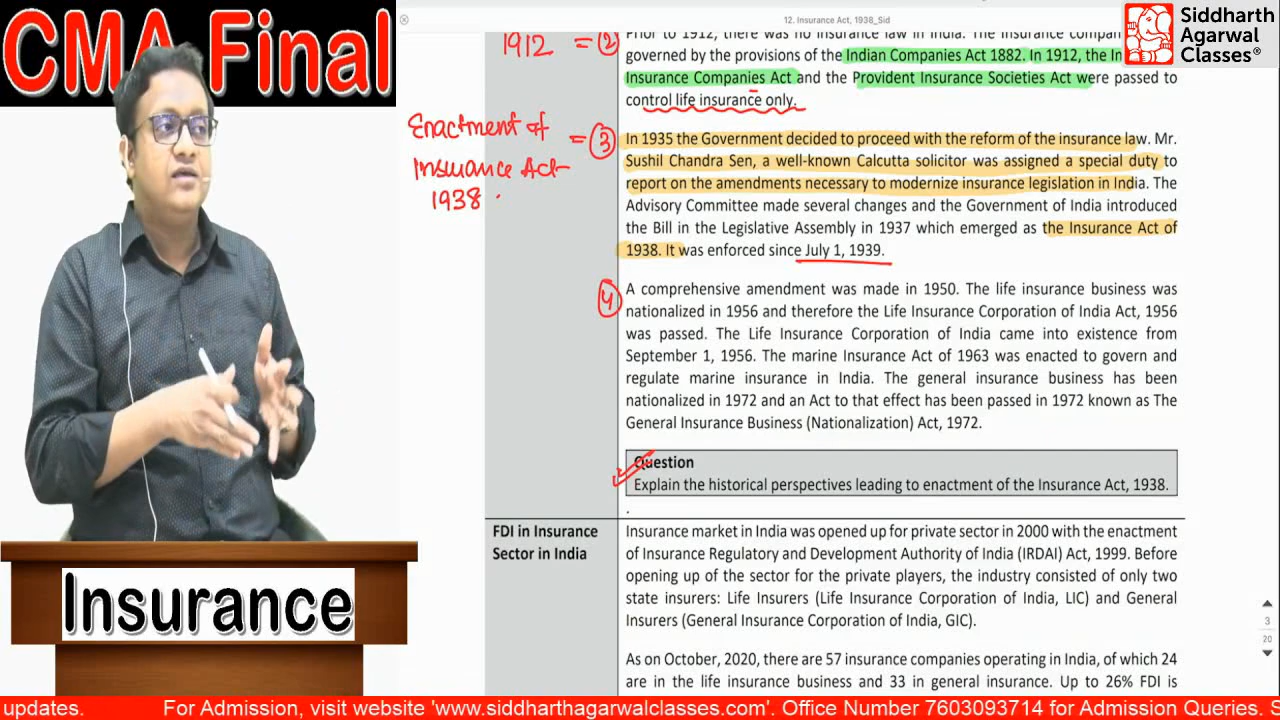 CMA Final
12. Insurance Act, 1938_Sid
Siddharth
Agarwal
Classes®
1912 = 2
Prior to 1912, there was no insurance law in India. The insurance compan
governed by the provisions of the Indian Companies Act 1882. In 1912, the In
Insurance Companies Act and the Provident Insurance Societies Act were passed to
control life insurance only.
Enactment of
Insurance Act
1938
= 3
In 1935 the Government decided to proceed with the reform of the insurance law. Mr.
Sushil Chandra Sen, a well-known Calcutta solicitor was assigned a special duty to
report on the amendments necessary to modernize insurance legislation in India. The
Advisory Committee made several changes and the Government of India introduced
the Bill in the Legislative Assembly in 1937 which emerged as the Insurance Act of
1938. It was enforced since July 1, 1939.
4
A comprehensive amendment was made in 1950. The life insurance business was
nationalized in 1956 and therefore the Life Insurance Corporation of India Act, 1956
was passed. The Life Insurance Corporation of India came into existence from
September 1, 1956. The marine Insurance Act of 1963 was enacted to govern and
regulate marine insurance in India. The general insurance business has been
nationalized in 1972 and an Act to that effect has been passed in 1972 known as The
General Insurance Business (Nationalization) Act, 1972.
Question
Explain the historical perspectives leading to enactment of the Insurance Act, 1938.
FDI in Insurance
Sector in India
Insurance market in India was opened up for private sector in 2000 with the enactment
of Insurance Regulatory and Development Authority of India (IRDAI) Act, 1999. Before
opening up of the sector for the private players, the industry consisted of only two
state insurers: Life Insurers (Life Insurance Corporation of India, LIC) and General
Insurers (General Insurance Corporation of India, GIC).
As on October, 2020, there are 57 insurance companies operating in India, of which 24
are in the life insurance business and 33 in general insurance. Up to 26% FDI is
3
20
Insurance
updates. For Admission, visit website 'www.siddharthagarwalclasses.com'. Office Number 7603093714 for Admission Queries. S